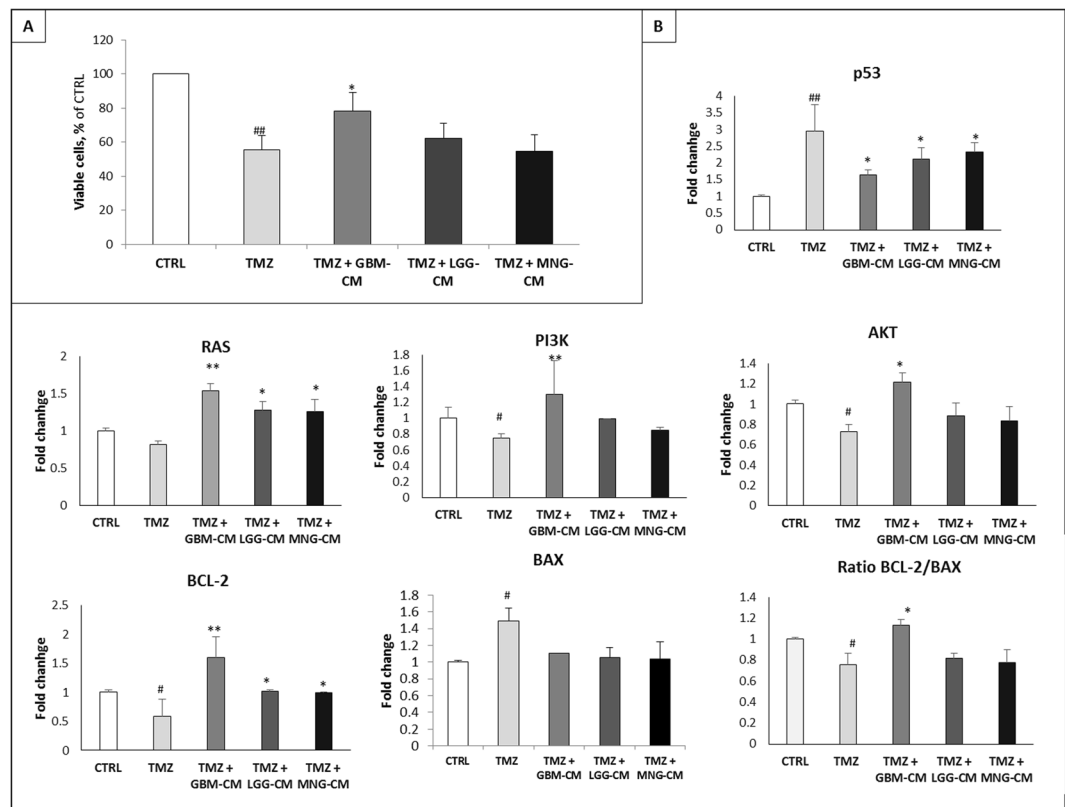 A
120
100
80
60
40
20
0
Viable cells, % of CTRL
##
*
CTRL
TMZ
TMZ + GBM-
CM
TMZ + LGG-
CM
TMZ + MNG-
CM
B
p53
4
3.5
3
2.5
2
1.5
1
0.5
0
Fold chanhge
##
*
*
*
CTRL
TMZ
TMZ +
GBM-CM
TMZ +
LGG-CM
TMZ +
MNG-CM
RAS
2
1.5
1
0.5
0
Fold chanhge
**
*
*
CTRL
TMZ
TMZ +
GBM-CM
TMZ +
LGG-CM
TMZ +
MNG-CM
PI3K
1.8
1.6
1.4
1.2
1
0.8
0.6
0.4
0.2
0
Fold chanhge
#
**
CTRL
TMZ
TMZ +
GBM-CM
TMZ +
LGG-CM
TMZ +
MNG-CM
AKT
1.6
1.4
1.2
1
0.8
0.6
0.4
0.2
0
Fold chanhge
#
*
CTRL
TMZ
TMZ +
GBM-CM
TMZ +
LGG-CM
TMZ +
MNG-CM
BCL-2
2.5
2
1.5
1
0.5
0
Fold chanhge
#
**
*
*
CTRL
TMZ
TMZ +
GBM-CM
TMZ +
LGG-CM
TMZ +
MNG-CM
BAX
1.8
1.6
1.4
1.2
1
0.8
0.6
0.4
0.2
0
Fold chanhge
#
CTRL
TMZ
TMZ +
GBM-CM
TMZ +
LGG-CM
TMZ +
MNG-CM
Ratio BCL-2/BAX
1.4
1.2
1
0.8
0.6
0.4
0.2
0
Fold chanhge
#
*
CTRL
TMZ
TMZ +
GBM-CM
TMZ +
LGG-CM
TMZ +
MNG-CM